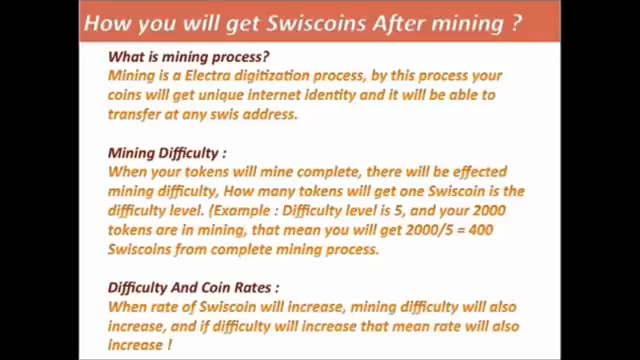 How you will get Swiscoins After mining ?
What is mining process?
Mining is a Electra digitization process, by this process your
coins will get unique internet identity and it will be able to
transfer at any swis address.
Mining Difficulty :
When your tokens will mine complete, there will be effected
mining difficulty, How many tokens will get one Swiscoin is the
difficulty level. (Example : Difficulty level is 5, and your 2000
tokens are in mining, that mean you will get 2000/5 = 400
Swiscoins from complete mining process.
Difficulty And Coin Rates :
When rate of Swiscoin will increase, mining difficulty will also
increase, and if difficulty will increase that mean rate will also
increase !